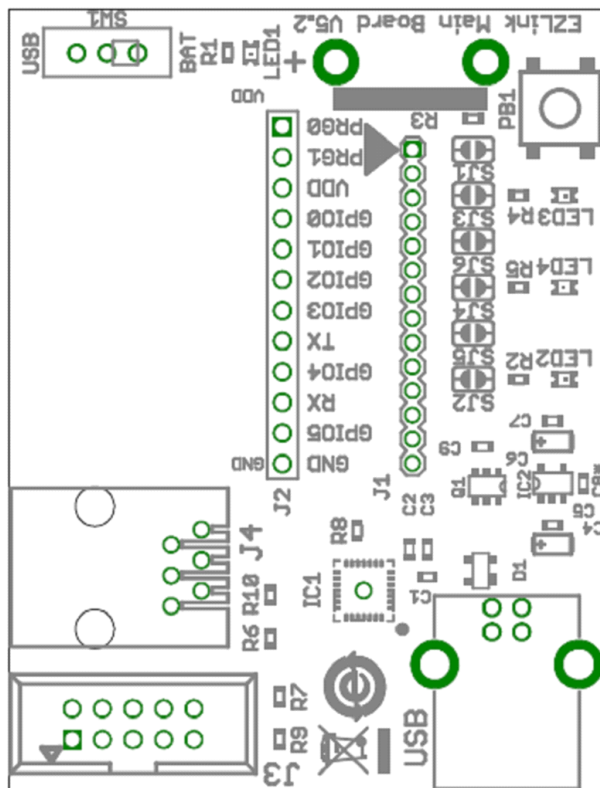 SW1
EZLink Main Board V5.2
USB
BAT
R1
LED1
+
VDD
PB1
R3
PRG0
PRG1
VDD
GPIO0
GPIO1
GPIO2
GPIO3
TX
GPIO4
RX
GPIO5
GND
GND
SJ1
SJ3
R4
LED3
SJ6
R5
LED4
SJ4
SJ5
R2
LED2
SJ2
C7
C9
C6
J2
J1
Q1
IC2
C8
C5
C4
C2
C3
R8
J4
R10
IC1
D1
C1
R6
R7
R9
J3
USB